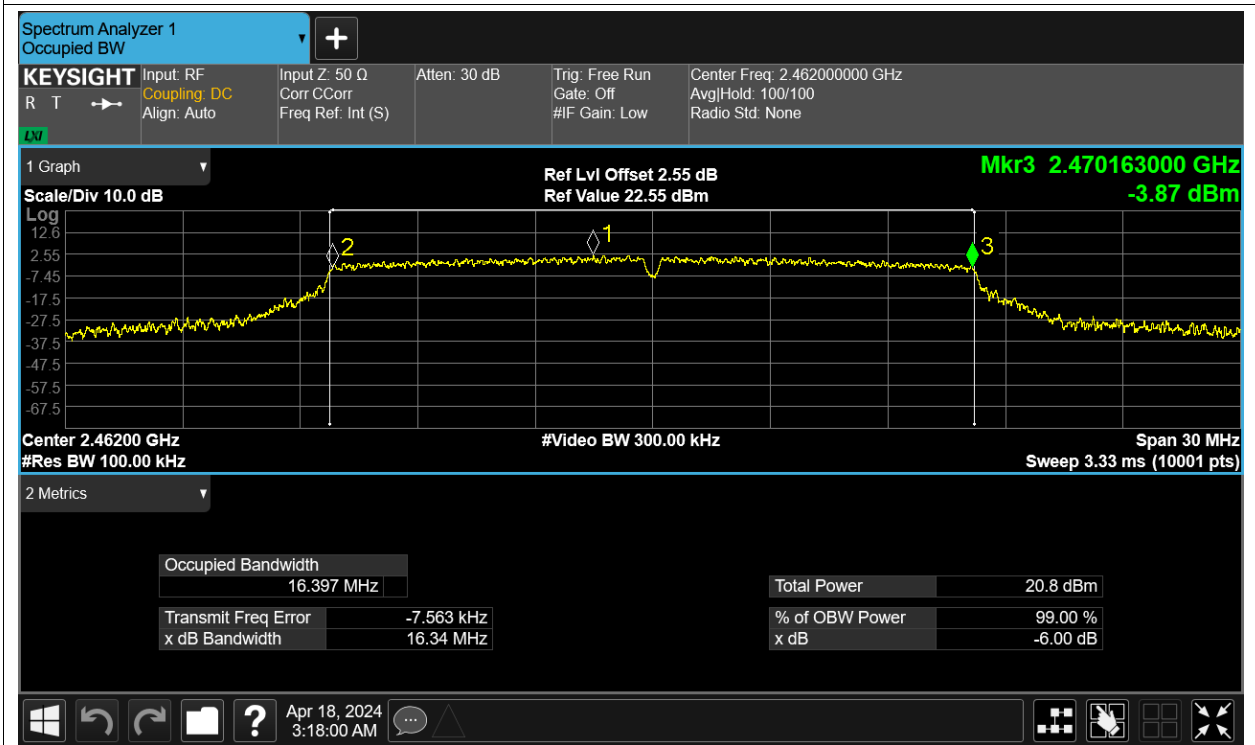 Spectrum Analyzer 1
Occupied BW
+
KEYSIGHT
R T
LXI
Input: RF
Coupling: DC
Align: Auto
Input Z: 50 Ω
Corr CCorr
Freq Ref: Int (S)
Atten: 30 dB
Trig: Free Run
Gate: Off
#IF Gain: Low
Center Freq: 2.462000000 GHz
Avg|Hold: 100/100
Radio Std: None
1 Graph
Scale/Div 10.0 dB
Ref Lvl Offset 2.55 dB
Ref Value 22.55 dBm
Mkr3 2.470163000 GHz
-3.87 dBm
Log
12.6
2.55
-7.45
-17.5
-27.5
-37.5
-47.5
-57.5
-67.5
2
1
3
Center 2.46200 GHz
#Res BW 100.00 kHz
#Video BW 300.00 kHz
Span 30 MHz
Sweep 3.33 ms (10001 pts)
2 Metrics
Occupied Bandwidth
16.397 MHz
Transmit Freq Error -7.563 kHz
x dB Bandwidth 16.34 MHz
Total Power 20.8 dBm
% of OBW Power 99.00 %
x dB -6.00 dB
?
Apr 18, 2024
3:18:00 AM